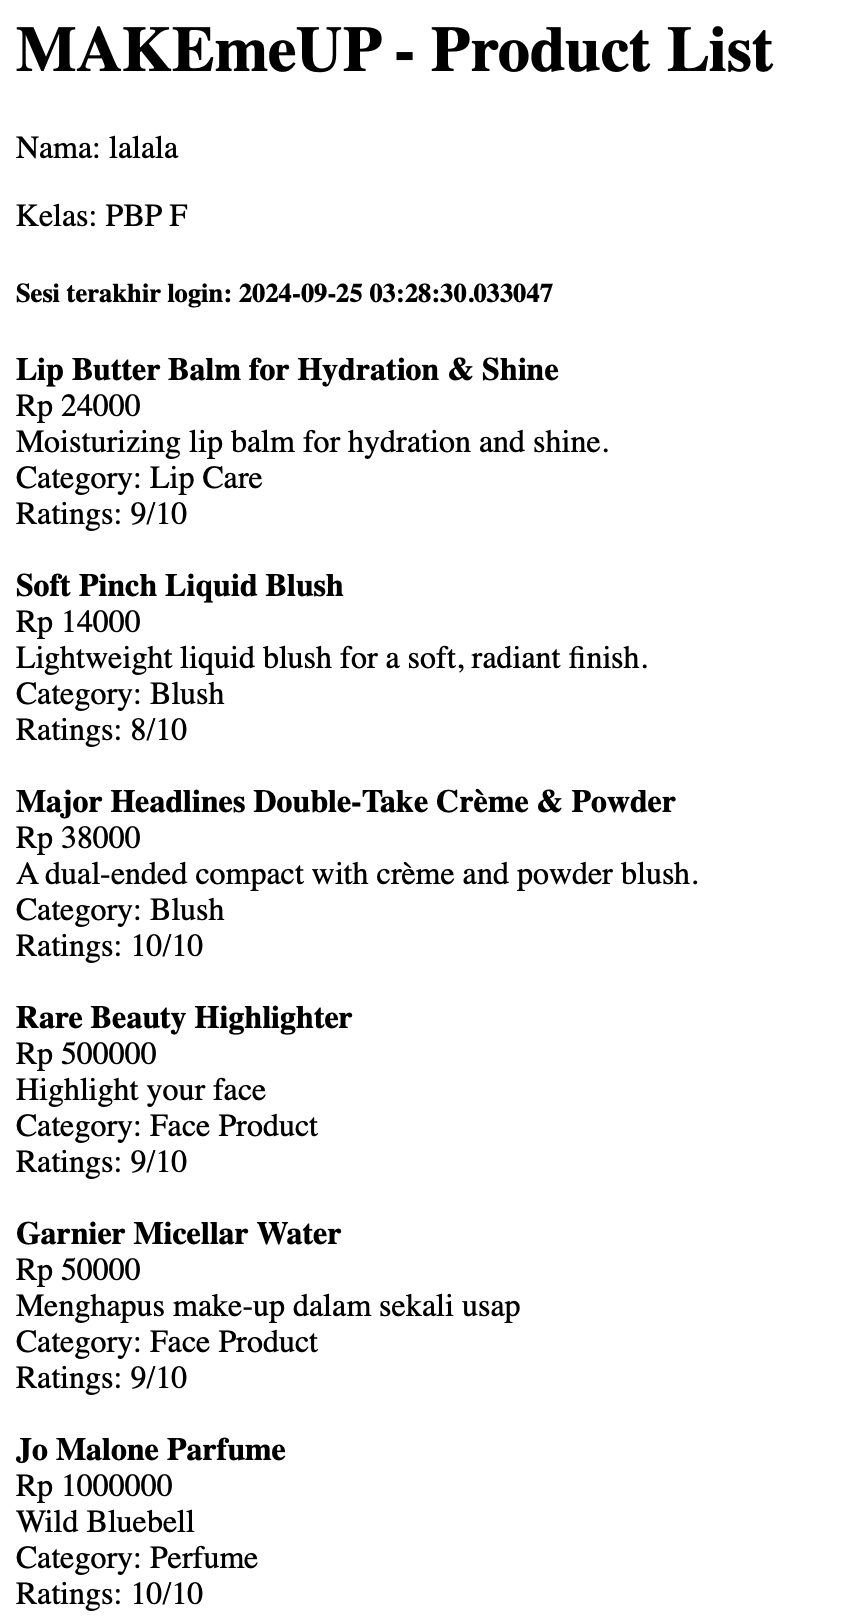 MAKEmeUP - Product List
Nama: lalala
Kelas: PBP F
Sesi terakhir login: 2024-09-25 03:28:30.033047
Lip Butter Balm for Hydration & Shine
Rp 24000
Moisturizing lip balm for hydration and shine.
Category: Lip Care
Ratings: 9/10
Soft Pinch Liquid Blush
Rp 14000
Lightweight liquid blush for a soft, radiant finish.
Category: Blush
Ratings: 8/10
Major Headlines Double-Take Crème & Powder
Rp 38000
A dual-ended compact with crème and powder blush.
Category: Blush
Ratings: 10/10
Rare Beauty Highlighter
Rp 500000
Highlight your face
Category: Face Product
Ratings: 9/10
Garnier Micellar Water
Rp 50000
Menghapus make-up dalam sekali usap
Category: Face Product
Ratings: 9/10
Jo Malone Parfume
Rp 1000000
Wild Bluebell
Category: Perfume
Ratings: 10/10